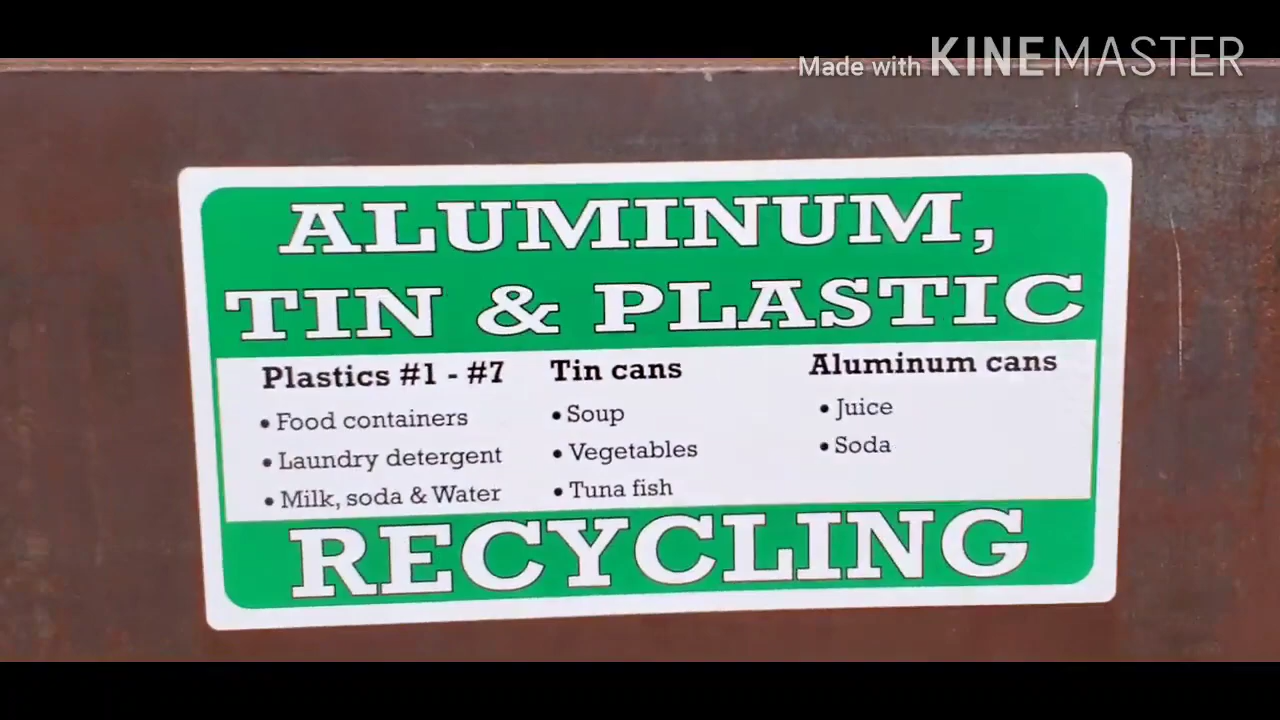 Made with KINEMASTER
ALUMINUM,
TIN & PLASTIC
Plastics #1 - #7
• Food containers
• Laundry detergent
• Milk, soda & Water
Tin cans
• Soup
• Vegetables
• Tuna fish
Aluminum cans
• Juice
• Soda
RECYCLING